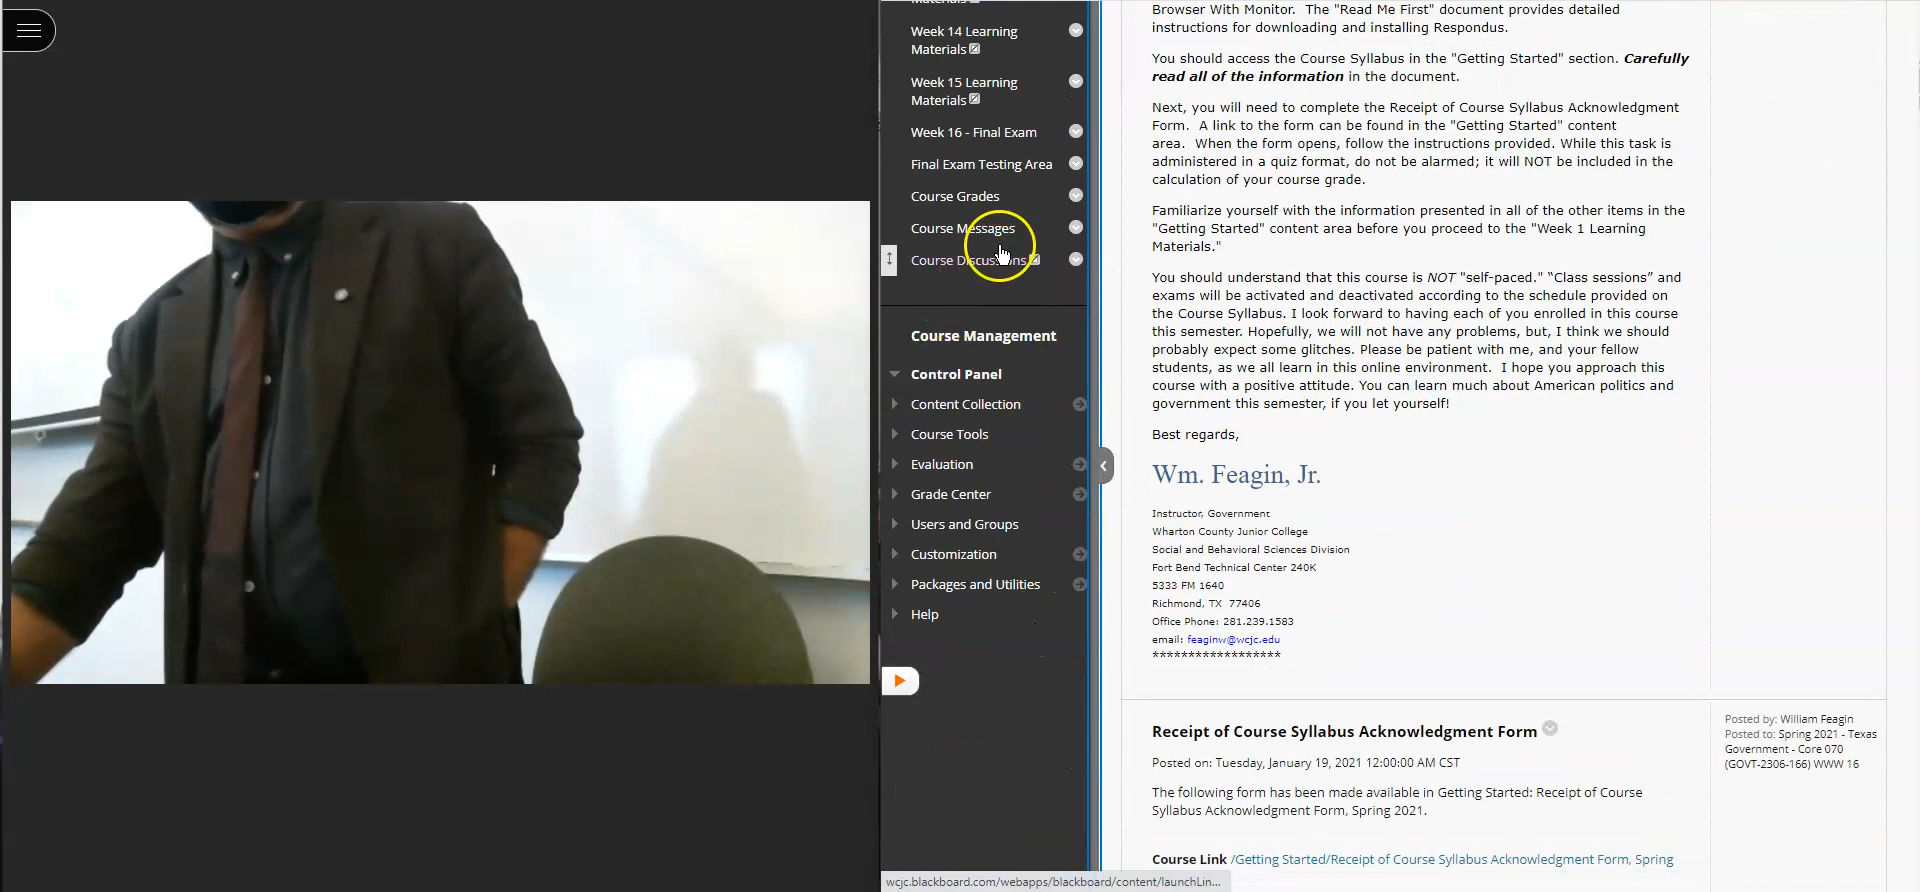 Week 14 Learning
Materials
Week 15 Learning
Materials
Week 16 - Final Exam
Final Exam Testing Area
Course Grades
Course Messages
Course Discussions
Course Management
Control Panel
Content Collection
Course Tools
Evaluation
Grade Center
Users and Groups
Customization
Packages and Utilities
Help
wcjc.blackboard.com/webapps/blackboard/content/launchLin...
Browser With Monitor. The "Read Me First" document provides detailed
instructions for downloading and installing Respondus.
You should access the Course Syllabus in the "Getting Started" section. Carefully
read all of the information in the document.
Next, you will need to complete the Receipt of Course Syllabus Acknowledgment
Form. A link to the form can be found in the "Getting Started" content
area. When the form opens, follow the instructions provided. While this task is
administered in a quiz format, do not be alarmed; it will NOT be included in the
calculation of your course grade.
Familiarize yourself with the information presented in all of the other items in the
"Getting Started" content area before you proceed to the "Week 1 Learning
Materials."
You should understand that this course is NOT "self-paced." “Class sessions” and
exams will be activated and deactivated according to the schedule provided on
the Course Syllabus. I look forward to having each of you enrolled in this course
this semester. Hopefully, we will not have any problems, but, I think we should
probably expect some glitches. Please be patient with me, and your fellow
students, as we all learn in this online environment. I hope you approach this
course with a positive attitude. You can learn much about American politics and
government this semester, if you let yourself!
Best regards,
Wm. Feagin, Jr.
Instructor, Government
Wharton County Junior College
Social and Behavioral Sciences Division
Fort Bend Technical Center 240K
5333 FM 1640
Richmond, TX 77406
Office Phone: 281.239.1583
email: feaginw@wcjc.edu
******************
Receipt of Course Syllabus Acknowledgment Form
Posted on: Tuesday, January 19, 2021 12:00:00 AM CST
The following form has been made available in Getting Started: Receipt of Course
Syllabus Acknowledgment Form, Spring 2021.
Course Link /Getting Started/Receipt of Course Syllabus Acknowledgment Form, Spring
Posted by: William Feagin
Posted to: Spring 2021 - Texas
Government - Core 070
(GOVT-2306-166) WWW 16